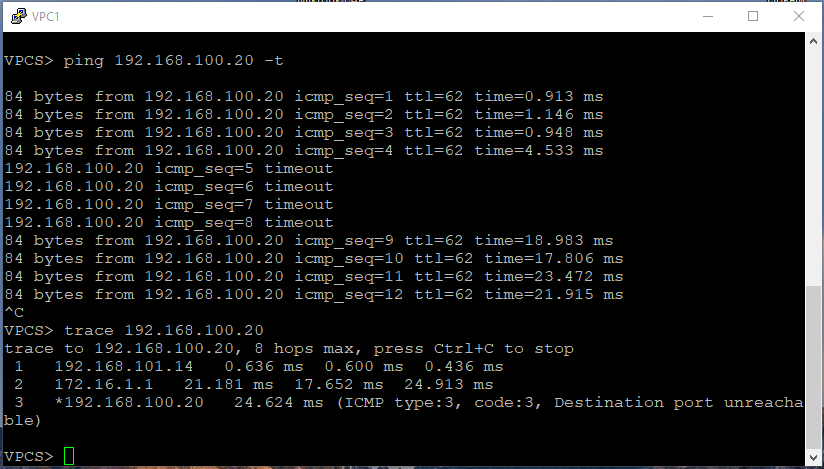 VPC1
VPCS> ping 192.168.100.20 -t
84 bytes from 192.168.100.20 icmp_seq=1 ttl=62 time=0.913 ms
84 bytes from 192.168.100.20 icmp_seq=2 ttl=62 time=1.146 ms
84 bytes from 192.168.100.20 icmp_seq=3 ttl=62 time=0.948 ms
84 bytes from 192.168.100.20 icmp_seq=4 ttl=62 time=4.533 ms
192.168.100.20 icmp_seq=5 timeout
192.168.100.20 icmp_seq=6 timeout
192.168.100.20 icmp_seq=7 timeout
192.168.100.20 icmp_seq=8 timeout
84 bytes from 192.168.100.20 icmp_seq=9 ttl=62 time=18.983 ms
84 bytes from 192.168.100.20 icmp_seq=10 ttl=62 time=17.806 ms
84 bytes from 192.168.100.20 icmp_seq=11 ttl=62 time=23.472 ms
84 bytes from 192.168.100.20 icmp_seq=12 ttl=62 time=21.915 ms
^C
VPCS> trace 192.168.100.20
trace to 192.168.100.20, 8 hops max, press Ctrl+C to stop
 1   192.168.101.14   0.636 ms  0.600 ms  0.436 ms
 2   172.16.1.1   21.181 ms  17.652 ms  24.913 ms
 3   *192.168.100.20   24.624 ms (ICMP type:3, code:3, Destination port unreacha
ble)
VPCS>